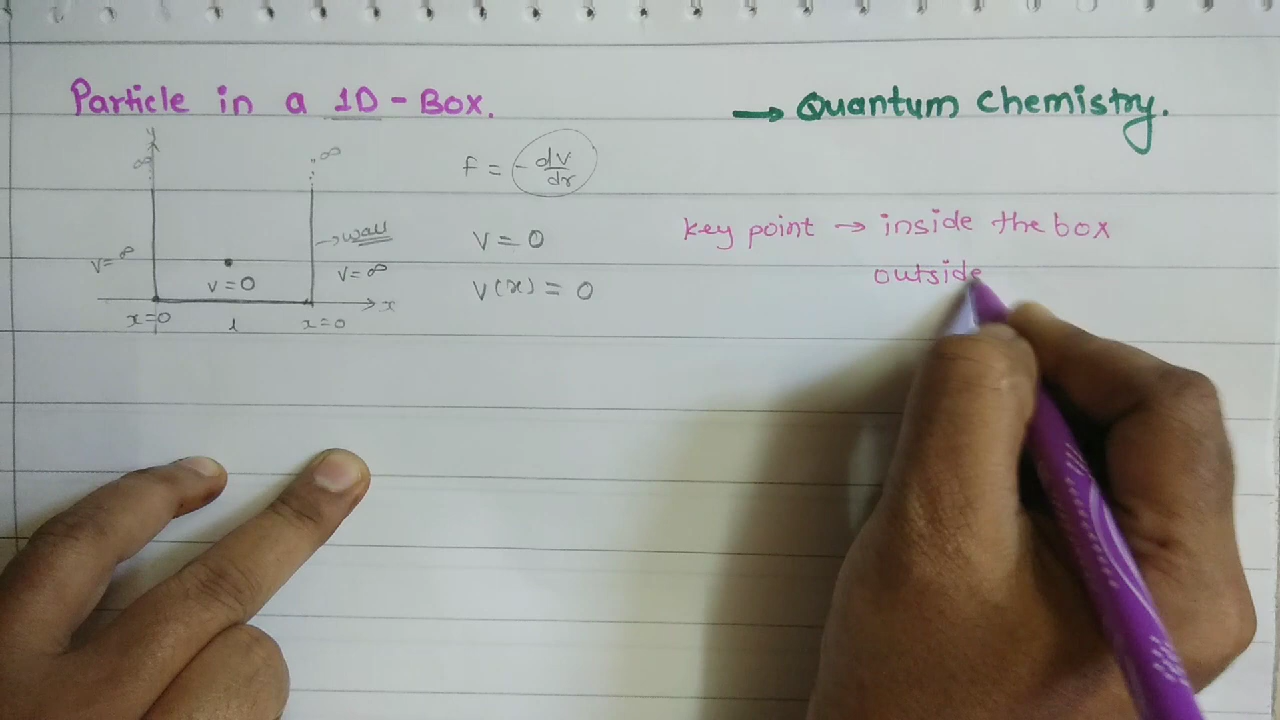 Particle in a 1D - Box.
→ Quantum chemistry.
y
∞
∞
f = - dv/dr
→ wall
v = ∞
v = 0
v = ∞
x
x = 0
l
x = 0
v = 0
v(x) = 0
key point → inside the box
outside